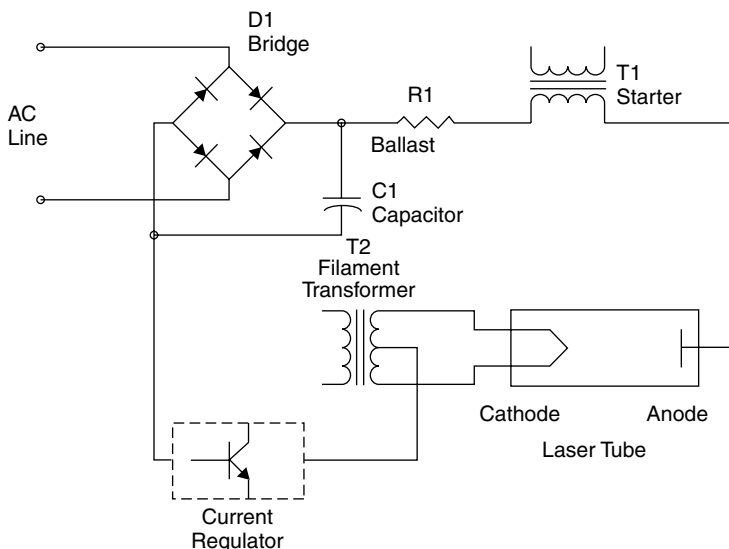 D1
Bridge
AC
Line
R1
Ballast
T1
Starter
C1
Capacitor
T2
Filament
Transformer
Cathode
Anode
Laser Tube
Current
Regulator